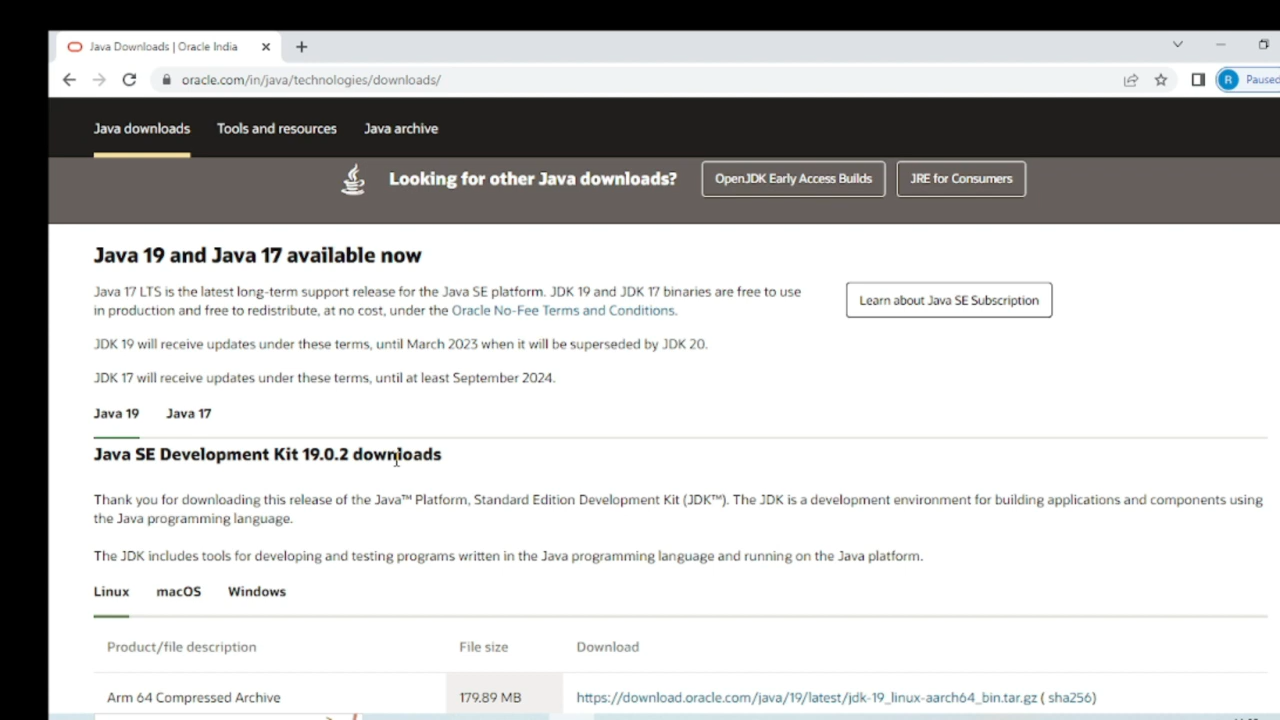 Java Downloads | Oracle India
oracle.com/in/java/technologies/downloads/
R Paused
Java downloads Tools and resources Java archive
Looking for other Java downloads? OpenJDK Early Access Builds JRE for Consumers
Java 19 and Java 17 available now
Java 17 LTS is the latest long-term support release for the Java SE platform. JDK 19 and JDK 17 binaries are free to use
in production and free to redistribute, at no cost, under the Oracle No-Fee Terms and Conditions.
Learn about Java SE Subscription
JDK 19 will receive updates under these terms, until March 2023 when it will be superseded by JDK 20.
JDK 17 will receive updates under these terms, until at least September 2024.
Java 19 Java 17
Java SE Development Kit 19.0.2 downloads
Thank you for downloading this release of the Java™ Platform, Standard Edition Development Kit (JDK™). The JDK is a development environment for building applications and components using
the Java programming language.
The JDK includes tools for developing and testing programs written in the Java programming language and running on the Java platform.
Linux macOS Windows
Product/file description File size Download
Arm 64 Compressed Archive 179.89 MB https://download.oracle.com/java/19/latest/jdk-19_linux-aarch64_bin.tar.gz ( sha256)